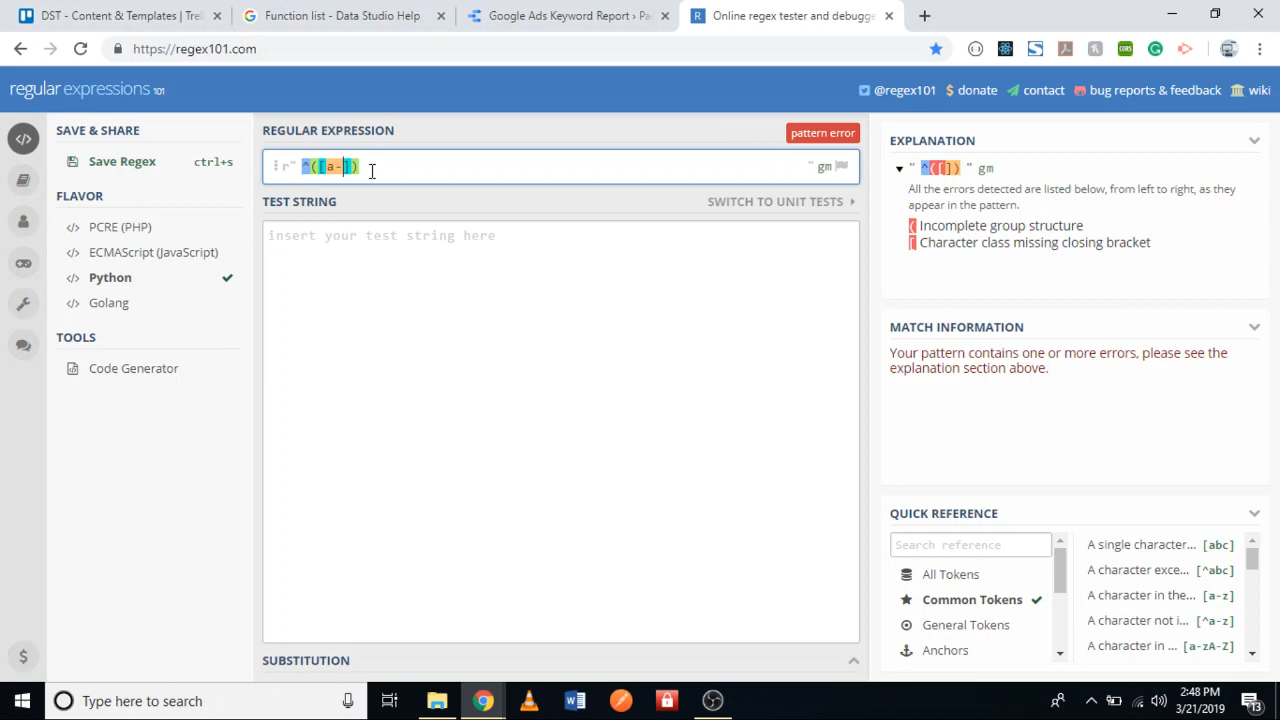 DST - Content & Templates | Trel
Function list - Data Studio Help
Google Ads Keyword Report › Pa
Online regex tester and debugge
https://regex101.com
CORS
regular expressions 101
@regex101
$ donate
contact
bug reports & feedback
wiki
SAVE & SHARE
Save Regex
ctrl+s
FLAVOR
PCRE (PHP)
ECMAScript (JavaScript)
Python
Golang
TOOLS
Code Generator
REGULAR EXPRESSION
pattern error
r" ^([a-])
" gm
TEST STRING
SWITCH TO UNIT TESTS
insert your test string here
SUBSTITUTION
EXPLANATION
" ^([]) " gm
All the errors detected are listed below, from left to right, as they
appear in the pattern.
( Incomplete group structure
[ Character class missing closing bracket
MATCH INFORMATION
Your pattern contains one or more errors, please see the
explanation section above.
QUICK REFERENCE
Search reference
All Tokens
Common Tokens
General Tokens
Anchors
A single character... [abc]
A character exce... [^abc]
A character in the... [a-z]
A character not i... [^a-z]
A character in ... [a-zA-Z]
Type here to search
2:48 PM
3/21/2019
13